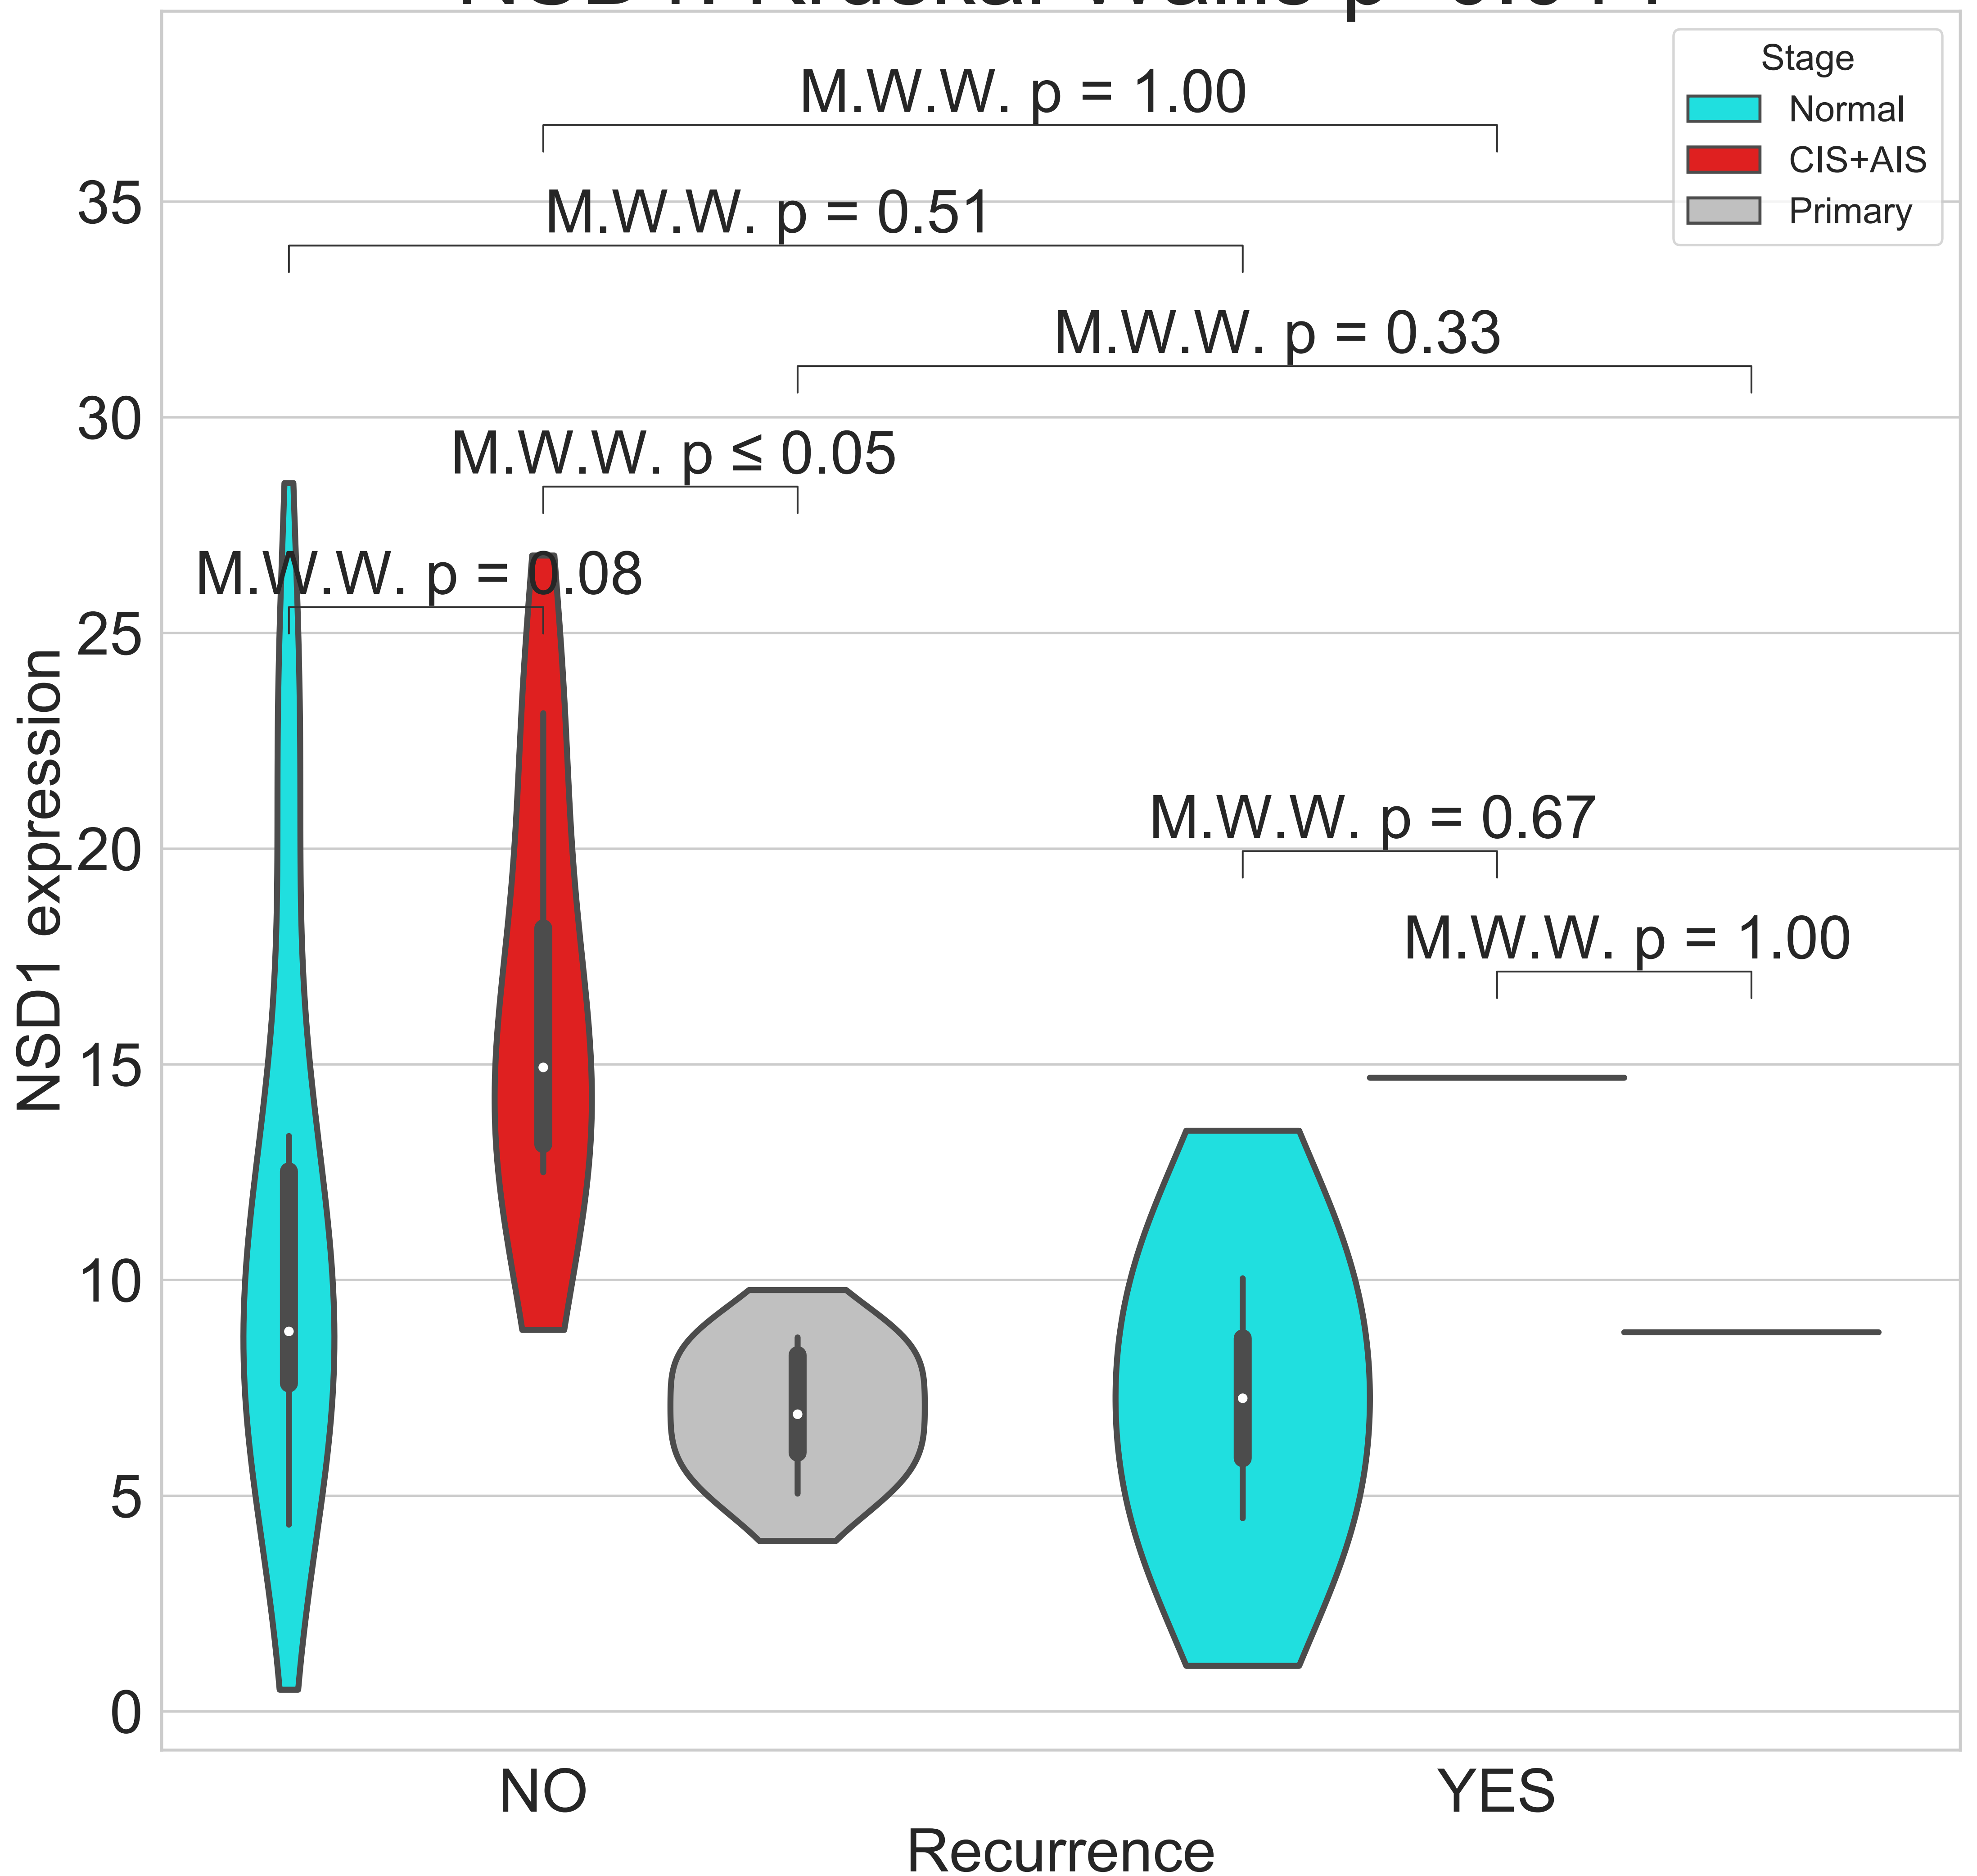 Stage
Normal
CIS+AIS
Primary
M.W.W. p = 1.00
M.W.W. p = 0.51
M.W.W. p = 0.33
M.W.W. p ≤ 0.05
M.W.W. p = 0.08
M.W.W. p = 0.67
M.W.W. p = 1.00
35
30
25
20
15
10
5
0
NSD1 expression
NO
YES
Recurrence